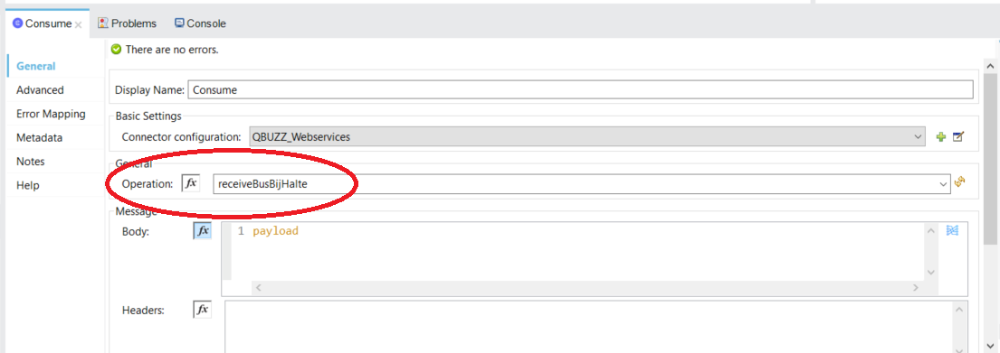 Consume
Problems
Console
There are no errors.
General
Advanced
Error Mapping
Metadata
Notes
Help
Display Name: Consume
Basic Settings
Connector configuration: QBUZZ_Webservices
General
Operation: fx receiveBusBijHalte
Message
Body: fx 1 payload
Headers: fx